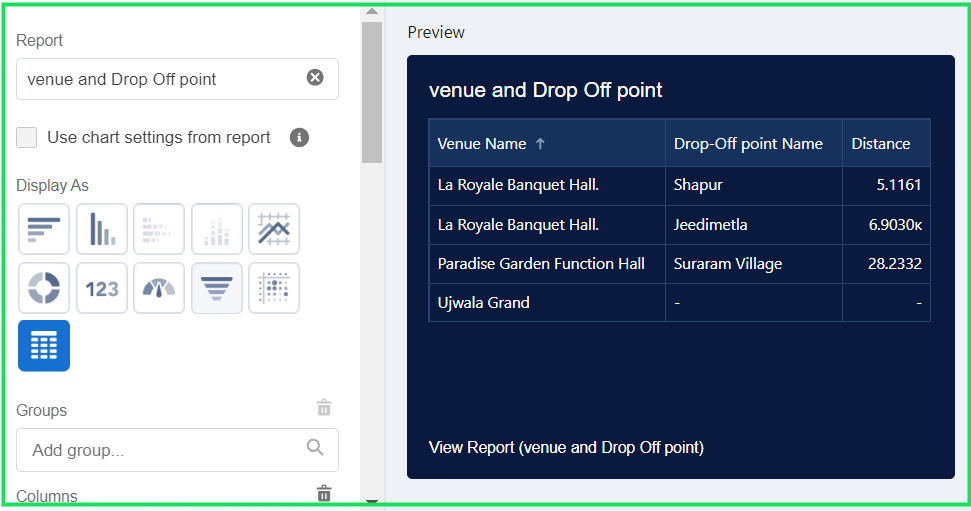 Report
venue and Drop Off point
Use chart settings from report
Display As
123
Groups
Add group...
Columns
Preview
venue and Drop Off point
Venue Name ↑ Drop-Off point Name Distance
La Royale Banquet Hall. Shapur 5.1161
La Royale Banquet Hall. Jeedimetla 6.9030ĸ
Paradise Garden Function Hall Suraram Village 28.2332
Ujwala Grand - -
View Report (venue and Drop Off point)